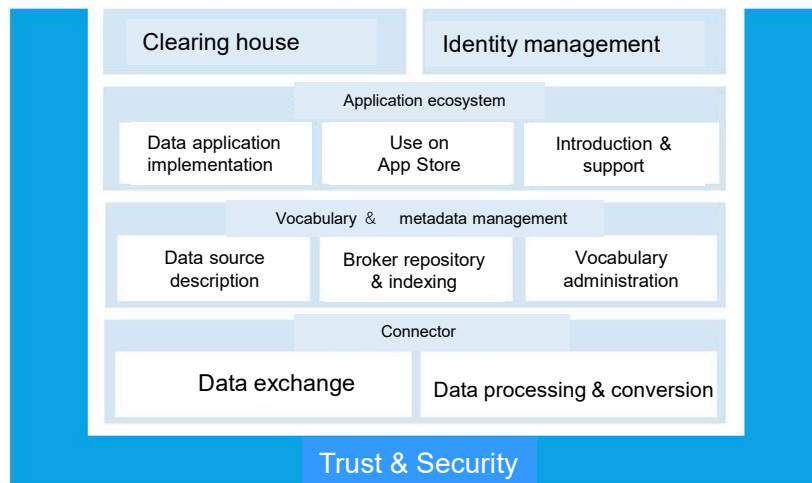 Clearing house
Identity management
Application ecosystem
Data application
implementation
Use on
App Store
Introduction &
support
Vocabulary & metadata management
Data source
description
Broker repository
& indexing
Vocabulary
administration
Connector
Data exchange
Data processing & conversion
Trust & Security